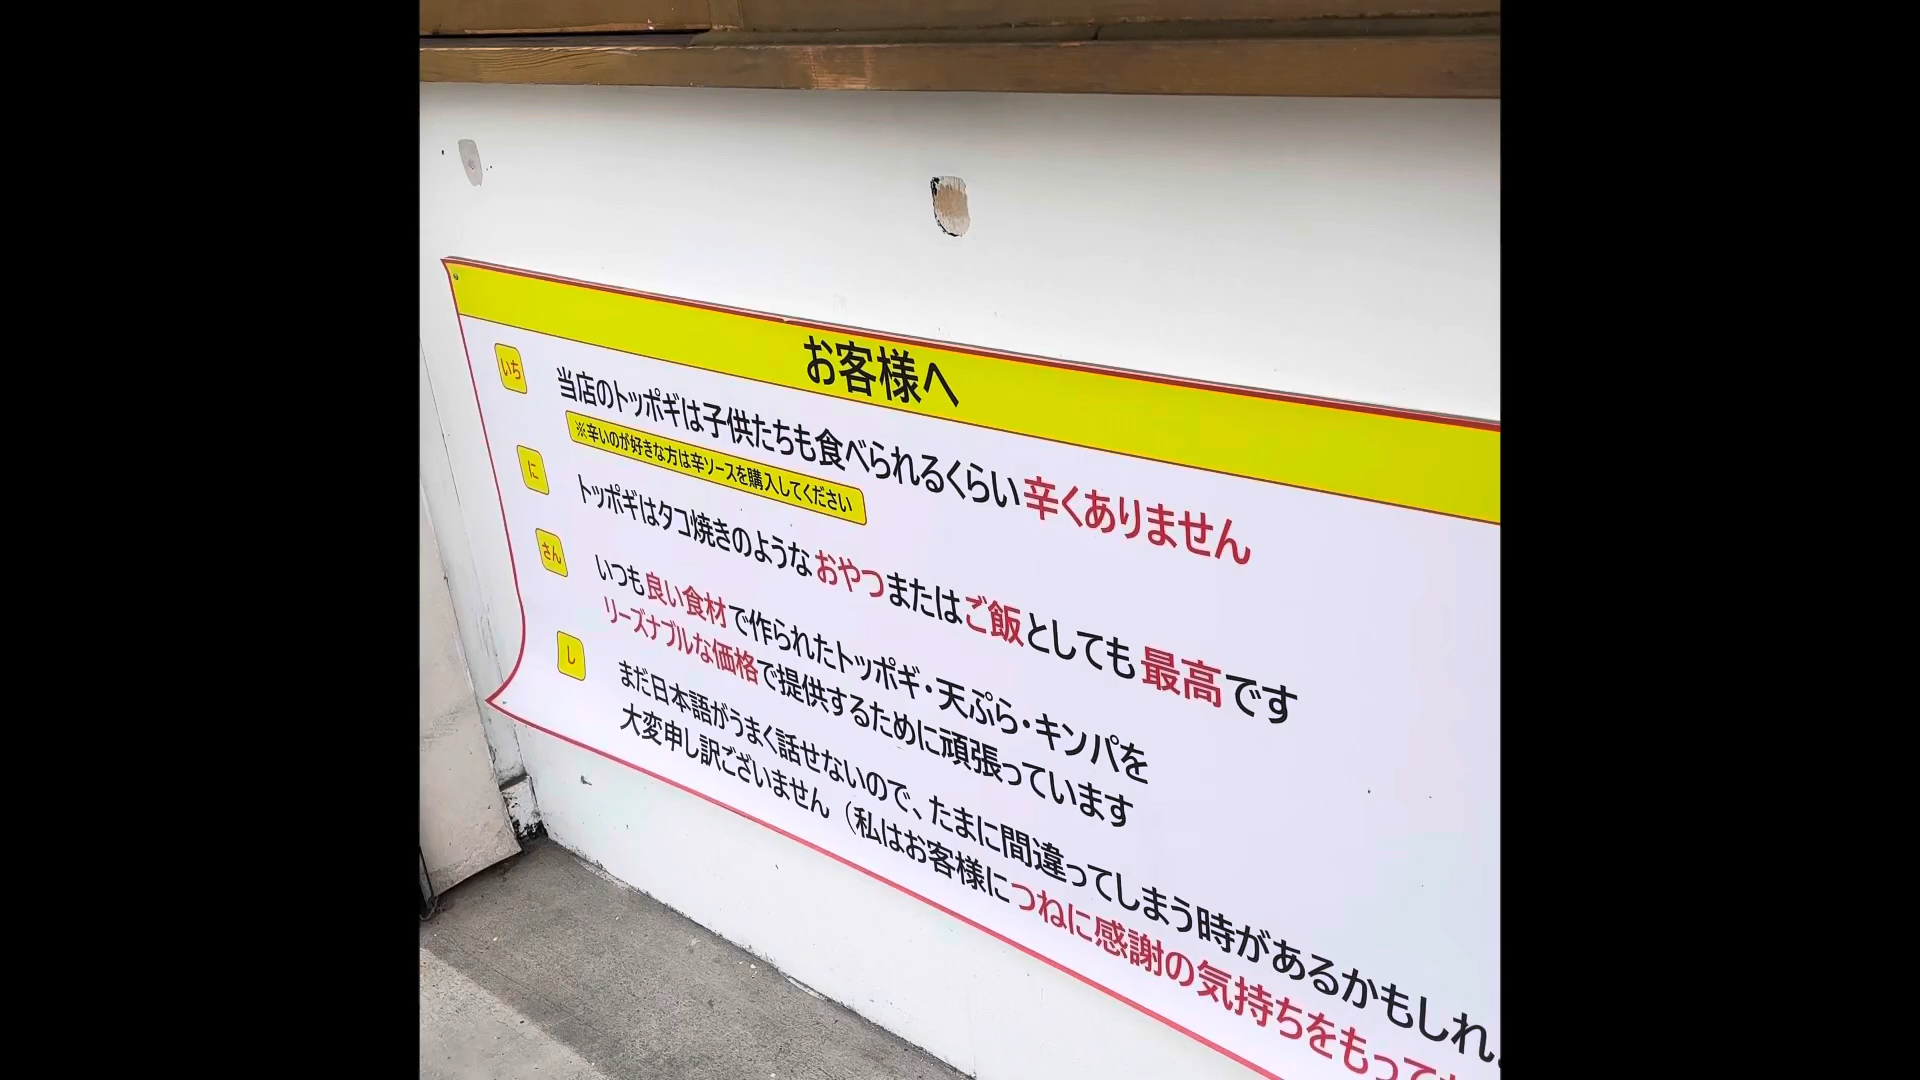 お客様へ
いち
当店のトッポギは子供たちも食べられるくらい辛くありません
※辛いのが好きな方は辛ソースを購入してください
に
トッポギはタコ焼きのようなおやつまたはご飯としても最高です
さん
いつも良い食材で作られたトッポギ・天ぷら・キンパを
リーズナブルな価格で提供するために頑張っています
し
まだ日本語がうまく話せないので、たまに間違ってしまう時があるかもしれ
大変申し訳ございません（私はお客様につねに感謝の気持ちをもって